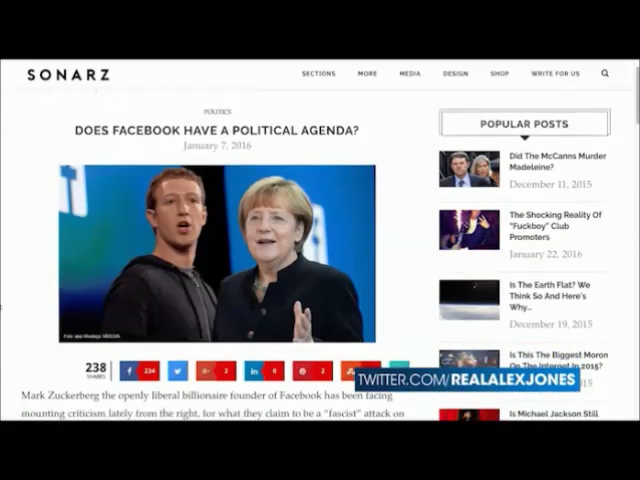 SONARZ
SECTIONS MORE MEDIA DESIGN SHOP WRITE FOR US
POLITICS
DOES FACEBOOK HAVE A POLITICAL AGENDA?
January 7, 2016
238
SHARES
234
2
0
2
Mark Zuckerberg the openly liberal billionaire founder of Facebook has been facing
mounting criticism lately from the right, for what they claim to be a “fascist” attack on
POPULAR POSTS
Did The McCanns Murder
Madeleine?
December 11, 2015
The Shocking Reality Of
"Fuckboy" Club
Promoters
January 22, 2016
Is The Earth Flat? We
Think So And Here's
Why...
December 19, 2015
Is This The Biggest Moron
On The Internet In 2015?
Is Michael Jackson Still
TWITTER.COM/REALALEXJONES